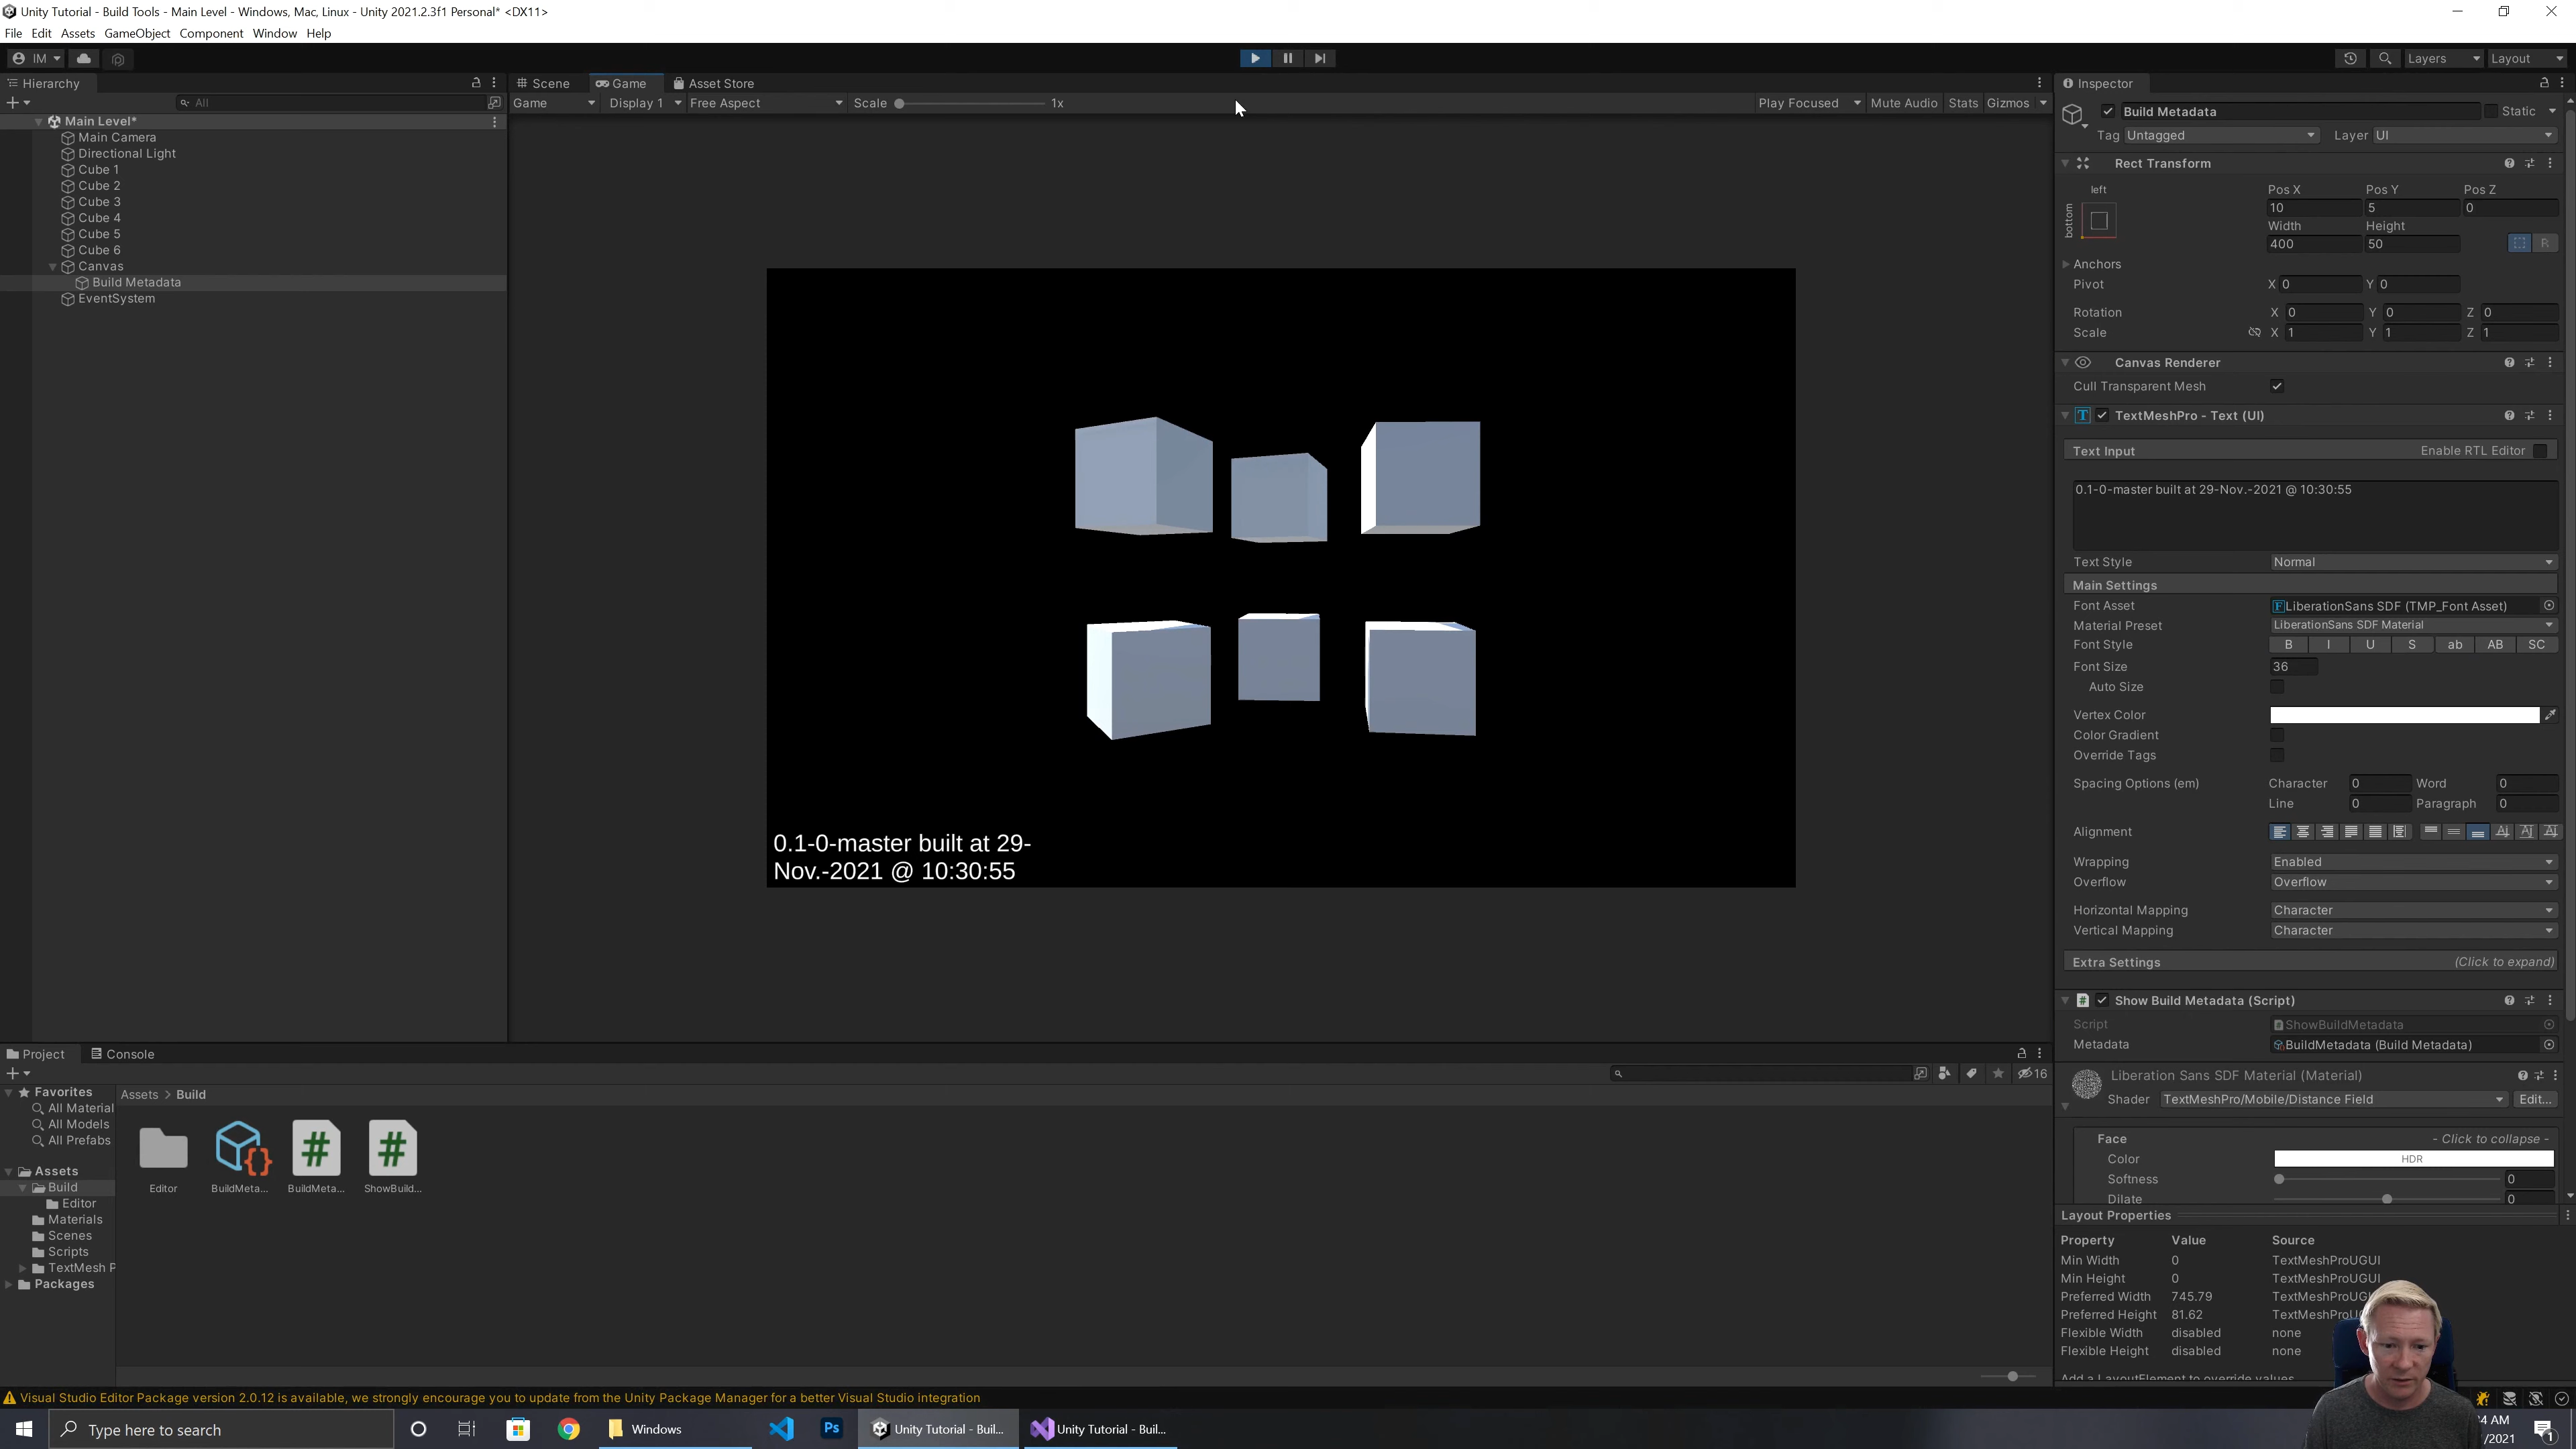 Unity Tutorial - Build Tools - Main Level - Windows, Mac, Linux - Unity 2021.2.3f1 Personal* <DX11>
File Edit Assets GameObject Component Window Help
IM Layers Layout
Hierarchy Scene Game Asset Store Inspector
All Game Display 1 Free Aspect Scale 1x Play Focused Mute Audio Stats Gizmos
Main Level*
Main Camera
Directional Light
Cube 1
Cube 2
Cube 3
Cube 4
Cube 5
Cube 6
Canvas
Build Metadata
EventSystem
0.1-0-master built at 29-
Nov.-2021 @ 10:30:55
Build Metadata Static
Tag Untagged Layer UI
Rect Transform
left Pos X Pos Y Pos Z
bottom 10 5 0
Width Height
400 50 R
Anchors
Pivot X 0 Y 0
Rotation X 0 Y 0 Z 0
Scale X 1 Y 1 Z 1
Canvas Renderer
Cull Transparent Mesh
TextMeshPro - Text (UI)
Text Input Enable RTL Editor
0.1-0-master built at 29-Nov.-2021 @ 10:30:55
Text Style Normal
Main Settings
Font Asset LiberationSans SDF (TMP_Font Asset)
Material Preset LiberationSans SDF Material
Font Style B I U S ab AB SC
Font Size 36
Auto Size
Vertex Color
Color Gradient
Override Tags
Spacing Options (em) Character 0 Word 0
Line 0 Paragraph 0
Alignment
Wrapping Enabled
Overflow Overflow
Horizontal Mapping Character
Vertical Mapping Character
Extra Settings (Click to expand)
Show Build Metadata (Script)
Script ShowBuildMetadata
Metadata BuildMetadata (Build Metadata)
Liberation Sans SDF Material (Material)
Shader TextMeshPro/Mobile/Distance Field Edit...
Face - Click to collapse -
Color HDR
Softness 0
Dilate 0
Layout Properties
Property Value Source
Min Width 0 TextMeshProUGUI
Min Height 0 TextMeshProUGUI
Preferred Width 745.79
Preferred Height 81.62
Flexible Width disabled none
Flexible Height disabled none
Add a LayoutElement to override values
Project Console
16
Favorites
All Material
All Models
All Prefabs
Assets
Build
Editor
Materials
Scenes
Scripts
TextMesh P
Packages
Assets > Build
Editor BuildMeta... BuildMeta... ShowBuild...
Visual Studio Editor Package version 2.0.12 is available, we strongly encourage you to update from the Unity Package Manager for a better Visual Studio integration
Type here to search Windows Ps Unity Tutorial - Buil... Unity Tutorial - Buil...
4 AM
/2021
1